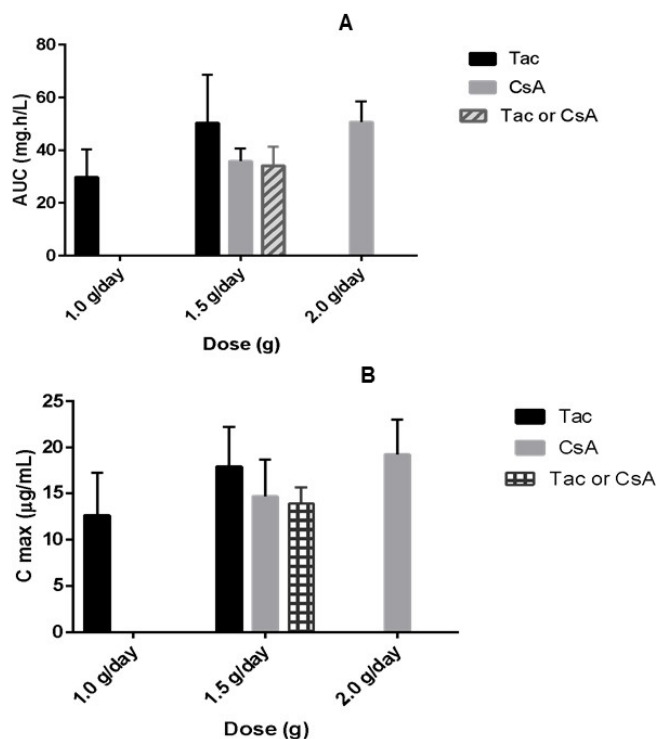 A
80
60
40
20
0
AUC (mg.h/L)
1.0 g/day
1.5 g/day
2.0 g/day
Dose (g)
Tac
CsA
Tac or CsA
B
25
20
15
10
5
0
C max (µg/mL)
1.0 g/day
1.5 g/day
2.0 g/day
Dose (g)
Tac
CsA
Tac or CsA